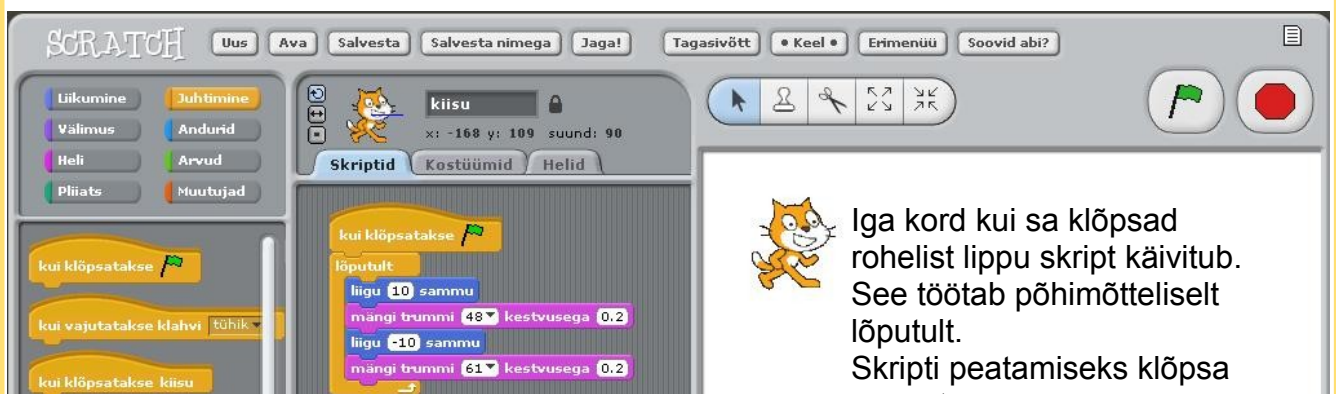 SCRATCH
Uus
Ava
Salvesta
Salvesta nimega
Jaga!
Tagasivõtt
• Keel •
Erimenüü
Soovid abi?
Liikumine
Juhtimine
Välimus
Andurid
Heli
Arvud
Pliiats
Muutujad
kui klõpsatakse
kui vajutatakse klahvi tühik
kui klõpsatakse kiisu
kiisu
x: -168 y: 109 suund: 90
Skriptid
Kostüümid
Helid
kui klõpsatakse
lõputult
liigu 10 sammu
mängi trummi 48 kestvusega 0.2
liigu -10 sammu
mängi trummi 61 kestvusega 0.2
Iga kord kui sa klõpsad
rohelist lippu skript käivitub.
See töötab põhimõtteliselt
lõputult.
Skripti peatamiseks klõpsa